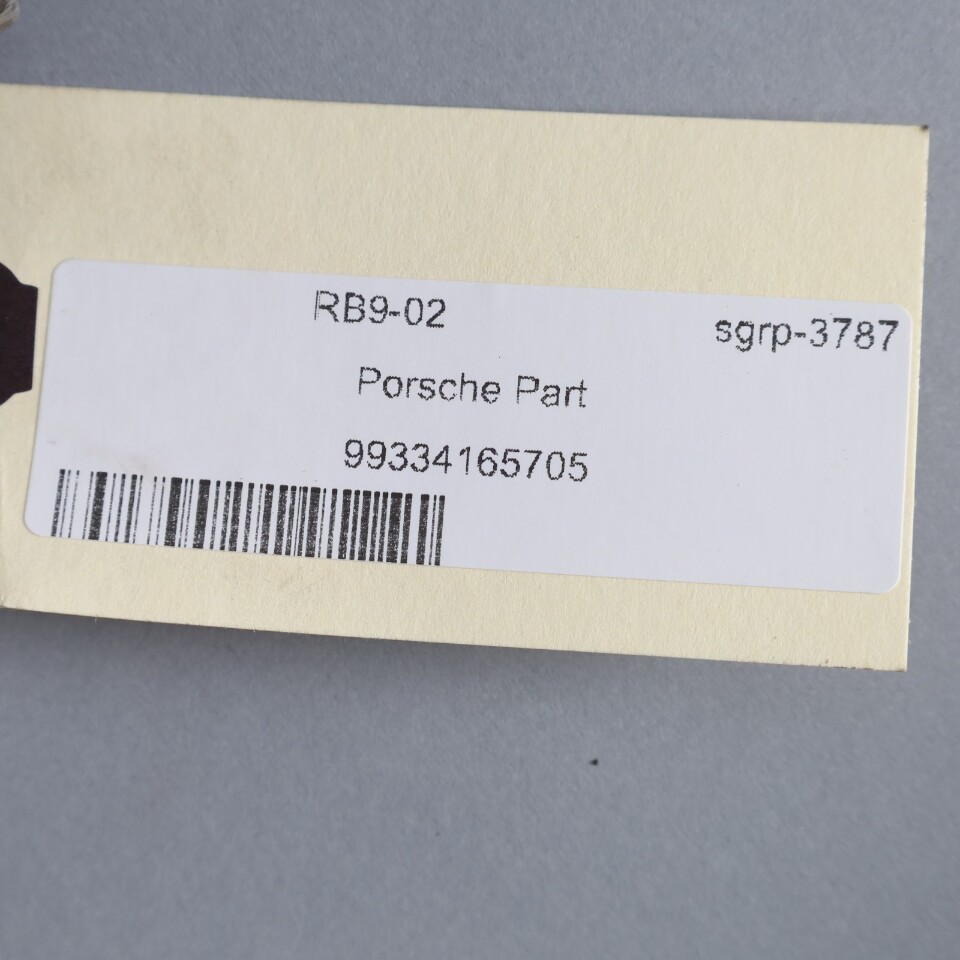 RB9-02
sgrp-3787
Porsche Part
99334165705